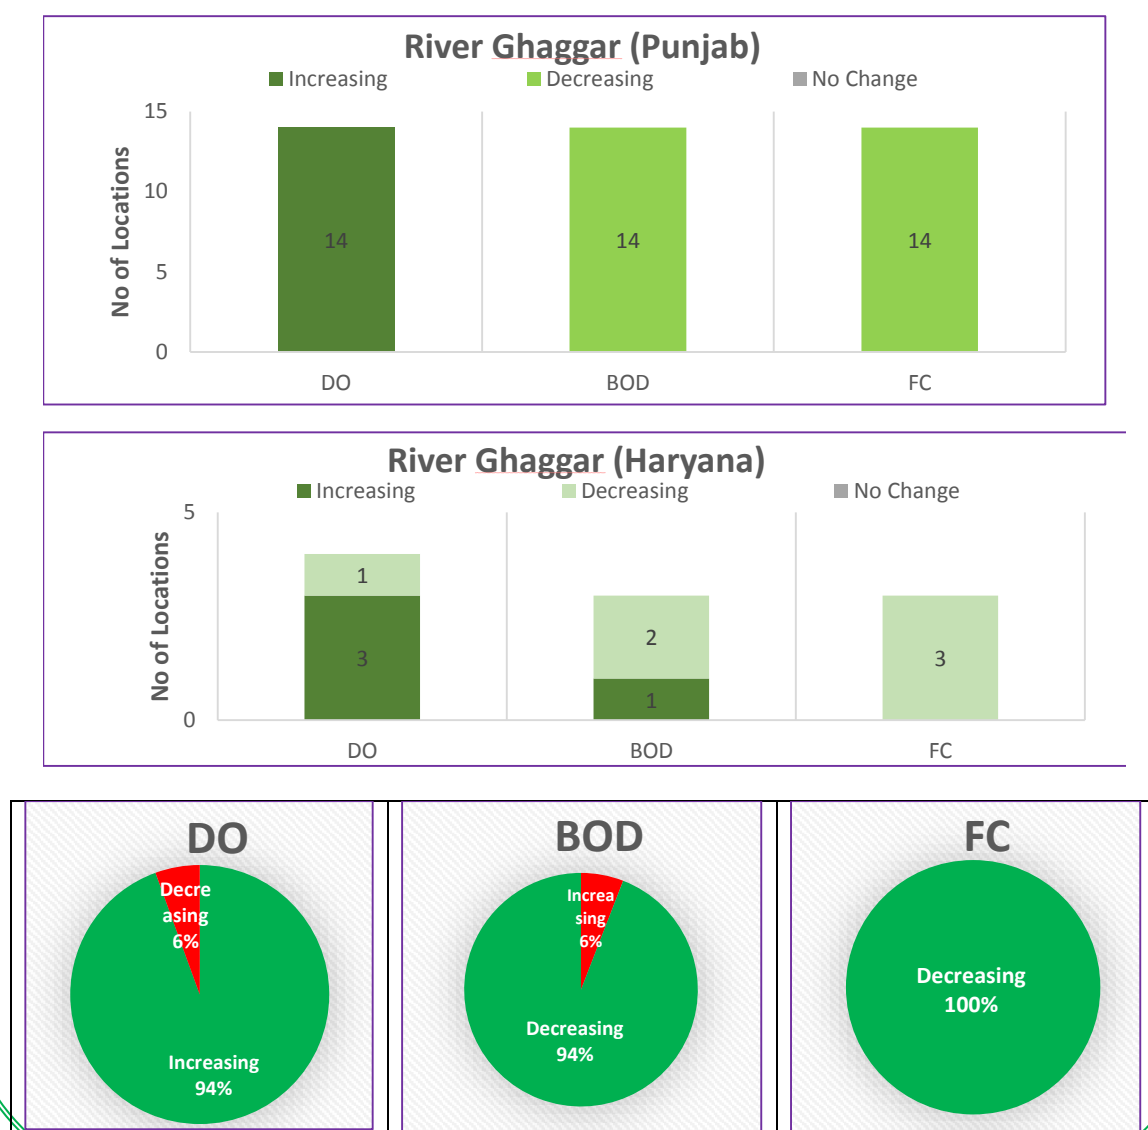 River Ghaggar (Punjab)
Increasing Decreasing No Change
15
10
5
0
No of Locations
14 14 14
DO BOD FC
River Ghaggar (Haryana)
Increasing Decreasing No Change
5
0
No of Locations
1
3
2
1
3
DO BOD FC
DO
Decre
asing
6%
Increasing
94%
BOD
Increa
sing
6%
Decreasing
94%
FC
Decreasing
100%